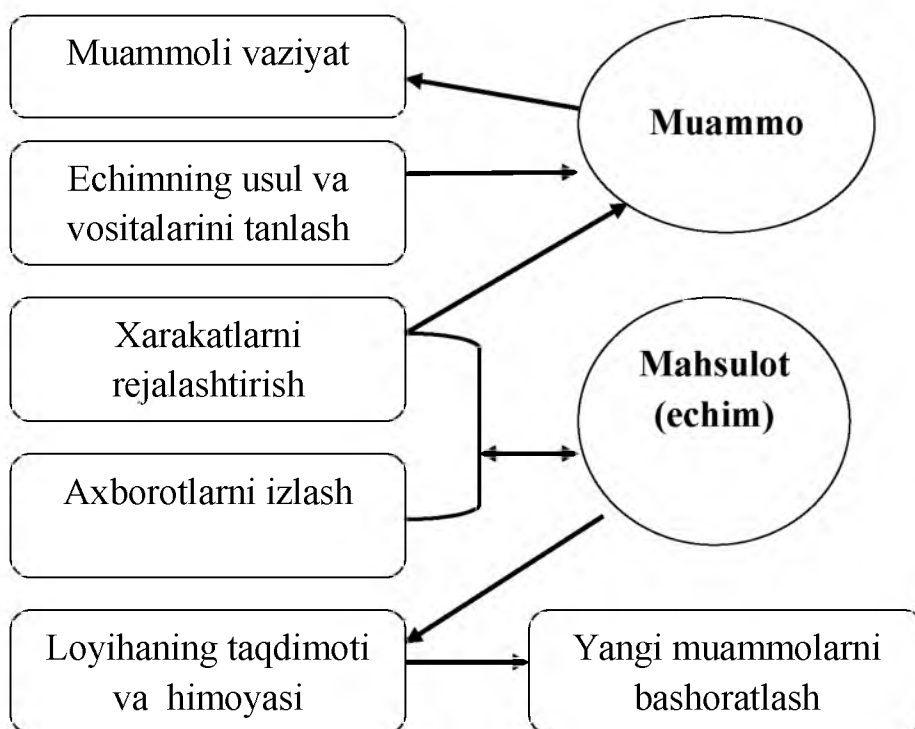 Muammoli vaziyat
Muammo
Echimning usul va
vositalarini tanlash
Xarakatlarni
rejalashtirish
Mahsulot
(echim)
Axborotlarni izlash
Loyihaning taqdimoti
va himoyasi
Yangi muammolarni
bashoratlash